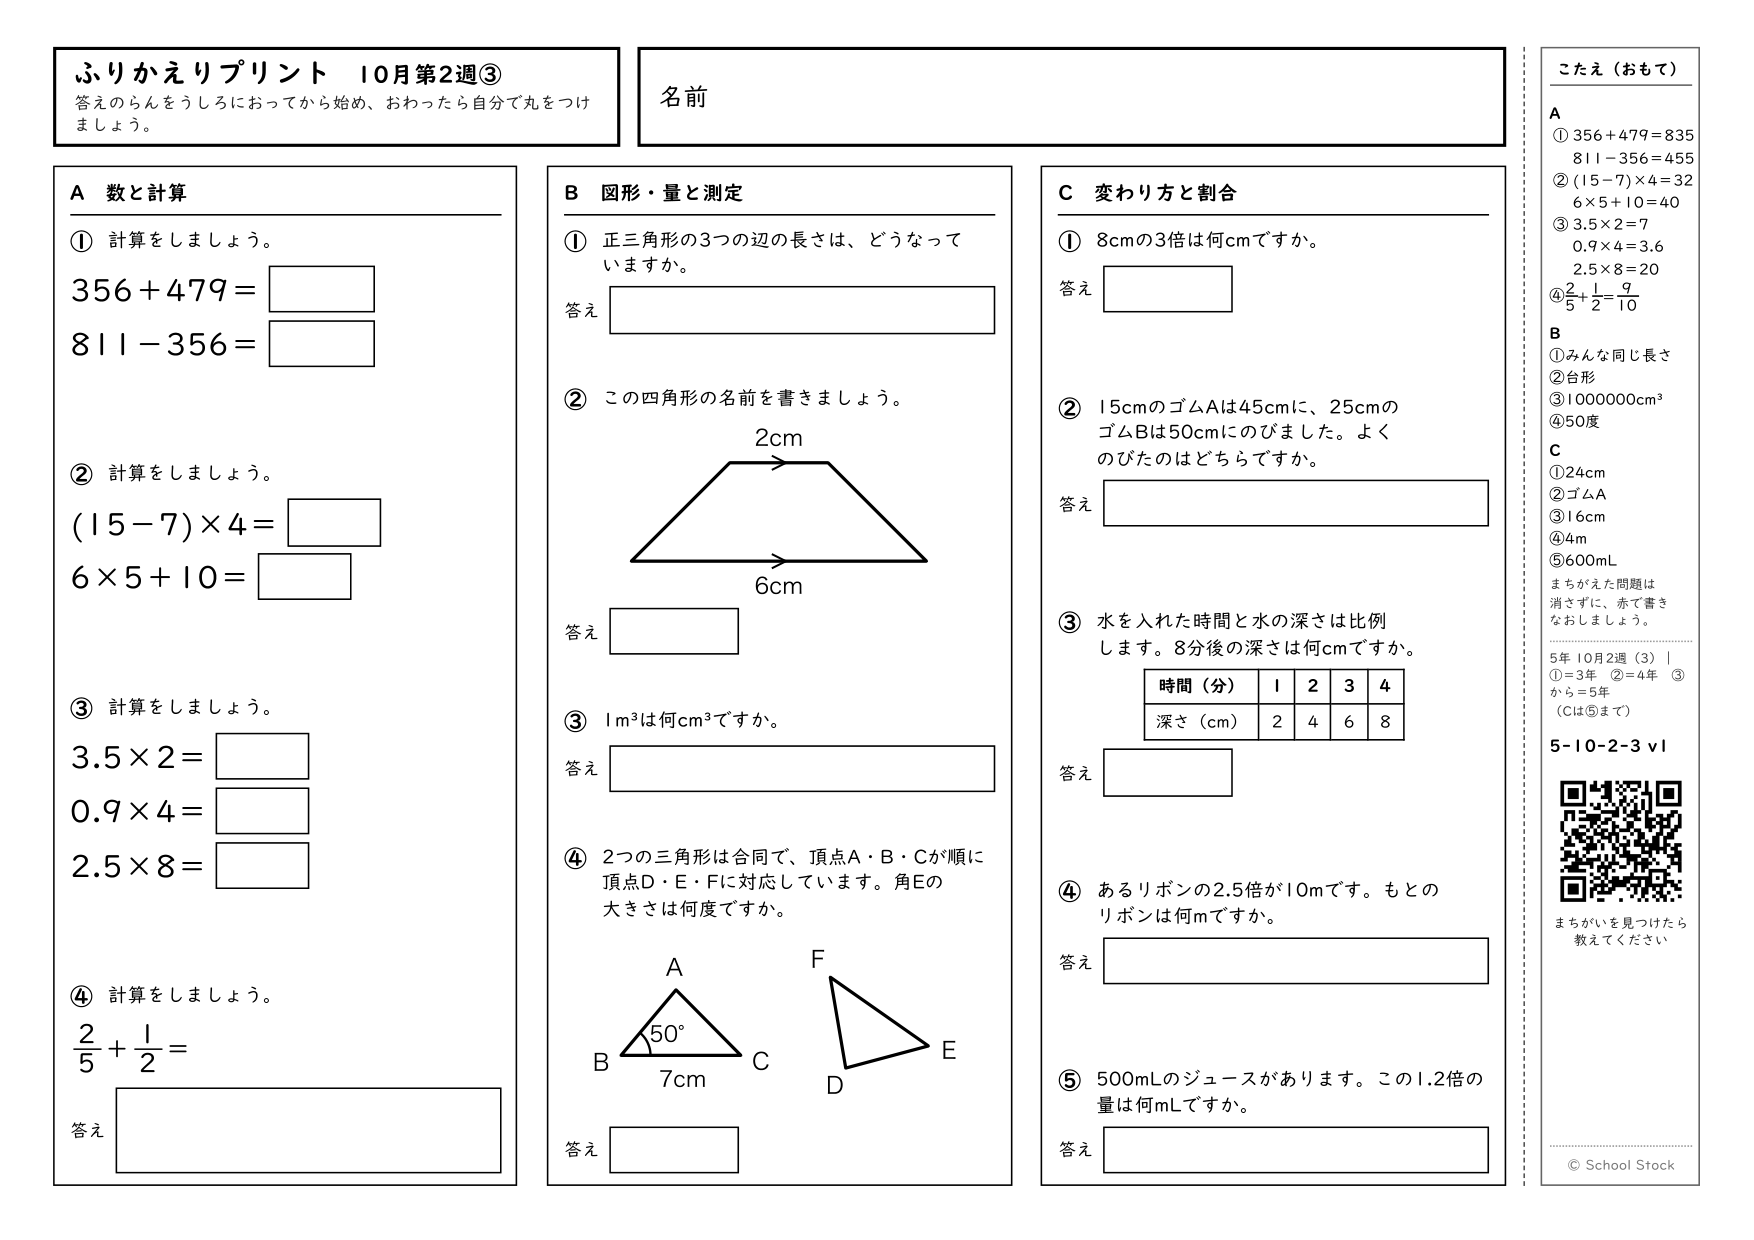 ふりかえりプリント　10月第2週③
答えのらんをうしろにおってから始め、おわったら自分で丸をつけ
ましょう。
名前
A　数と計算
① 計算をしましょう。
356＋479＝
811－356＝
② 計算をしましょう。
(15－7)×4＝
6×5＋10＝
③ 計算をしましょう。
3.5×2＝
0.9×4＝
2.5×8＝
④ 計算をしましょう。
2/5＋1/2＝
答え
B　図形・量と測定
① 正三角形の3つの辺の長さは、どうなって
いますか。
答え
② この四角形の名前を書きましょう。
2cm
6cm
答え
③ 1m³は何cm³ですか。
答え
④ 2つの三角形は合同で、頂点A・B・Cが順に
頂点D・E・Fに対応しています。角Eの
大きさは何度ですか。
A
50°
B
C
7cm
F
E
D
答え
C　変わり方と割合
① 8cmの3倍は何cmですか。
答え
② 15cmのゴムAは45cmに、25cmの
ゴムBは50cmにのびました。よく
のびたのはどちらですか。
答え
③ 水を入れた時間と水の深さは比例
します。8分後の深さは何cmですか。
時間（分） 1 2 3 4
深さ（cm） 2 4 6 8
答え
④ あるリボンの2.5倍が10mです。もとの
リボンは何mですか。
答え
⑤ 500mLのジュースがあります。この1.2倍の
量は何mLですか。
答え
こたえ（おもて）
A
① 356＋479＝835
811－356＝455
② (15－7)×4＝32
6×5＋10＝40
③ 3.5×2＝7
0.9×4＝3.6
2.5×8＝20
④2/5＋1/2＝9/10
B
①みんな同じ長さ
②台形
③1000000cm³
④50度
C
①24cm
②ゴムA
③16cm
④4m
⑤600mL
まちがえた問題は
消さずに、赤で書き
なおしましょう。
5年 10月2週（3）｜
①＝3年　②＝4年　③
から＝5年
（Cは⑤まで）
5-10-2-3 v1
まちがいを見つけたら
教えてください
© School Stock